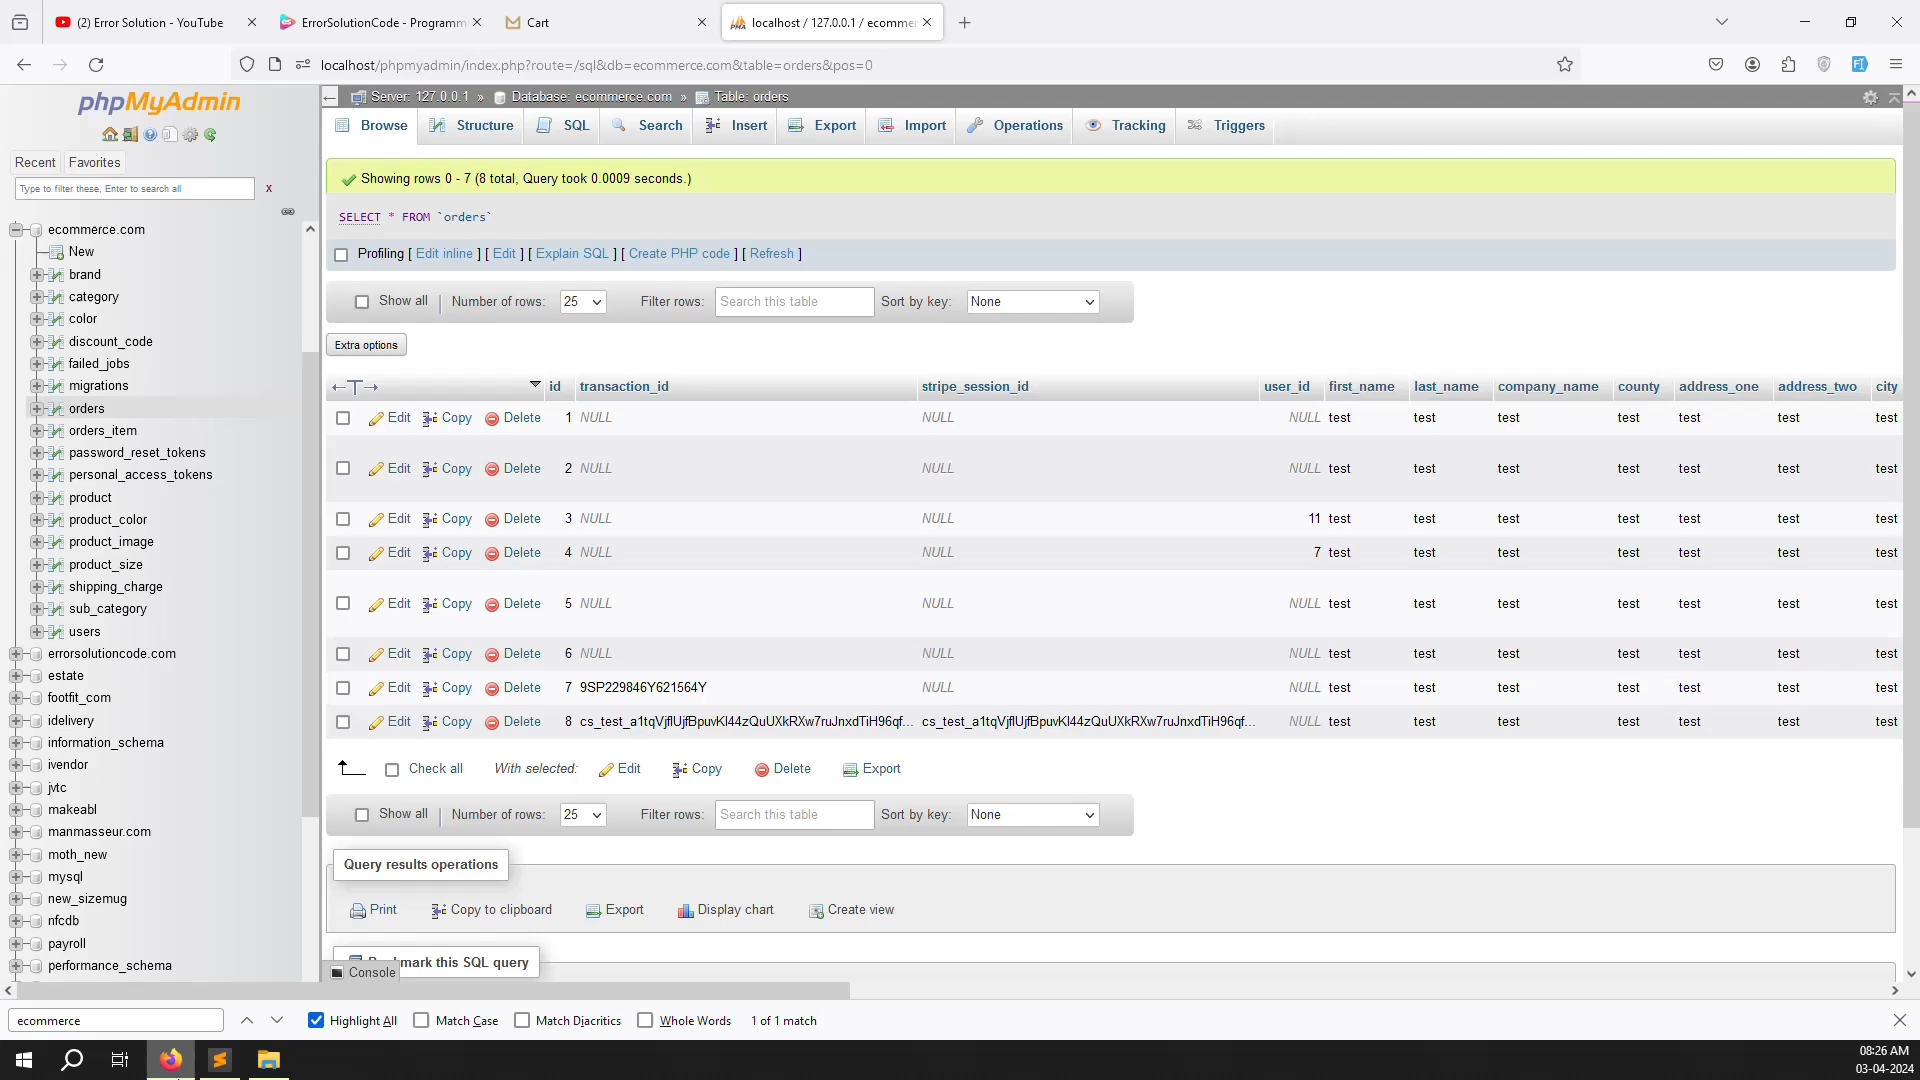 (2) Error Solution - YouTube
ErrorSolutionCode - Programm
Cart
localhost / 127.0.0.1 / ecomme
localhost/phpmyadmin/index.php?route=/sql&db=ecommerce.com&table=orders&pos=0
phpMyAdmin
Recent
Favorites
Type to filter these, Enter to search all
X
ecommerce.com
New
brand
category
color
discount_code
failed_jobs
migrations
orders
orders_item
password_reset_tokens
personal_access_tokens
product
product_color
product_image
product_size
shipping_charge
sub_category
users
errorsolutioncode.com
estate
footfit_com
idelivery
information_schema
ivendor
jvtc
makeabl
manmasseur.com
moth_new
mysql
new_sizemug
nfcdb
payroll
performance_schema
Server: 127.0.0.1 » Database: ecommerce.com » Table: orders
Browse Structure SQL Search Insert Export Import Operations Tracking Triggers
Showing rows 0 - 7 (8 total, Query took 0.0009 seconds.)
SELECT * FROM `orders`
Profiling [ Edit inline ] [ Edit ] [ Explain SQL ] [ Create PHP code ] [ Refresh ]
Show all Number of rows: 25 Filter rows: Search this table Sort by key: None
Extra options
id transaction_id stripe_session_id user_id first_name last_name company_name county address_one address_two city
Edit Copy Delete 1 NULL NULL NULL test test test test test test test
Edit Copy Delete 2 NULL NULL NULL test test test test test test test
Edit Copy Delete 3 NULL NULL 11 test test test test test test test
Edit Copy Delete 4 NULL NULL 7 test test test test test test test
Edit Copy Delete 5 NULL NULL NULL test test test test test test test
Edit Copy Delete 6 NULL NULL NULL test test test test test test test
Edit Copy Delete 7 9SP229846Y621564Y NULL NULL test test test test test test test
Edit Copy Delete 8 cs_test_a1tqVjflUjfBpuvKl44zQuUXkRXw7ruJnxdTiH96qf... cs_test_a1tqVjflUjfBpuvKl44zQuUXkRXw7ruJnxdTiH96qf... NULL test test test test test test test
Check all With selected: Edit Copy Delete Export
Show all Number of rows: 25 Filter rows: Search this table Sort by key: None
Query results operations
Print Copy to clipboard Export Display chart Create view
mark this SQL query
Console
ecommerce
Highlight All
Match Case
Match Diacritics
Whole Words
1 of 1 match
08:26 AM
03-04-2024